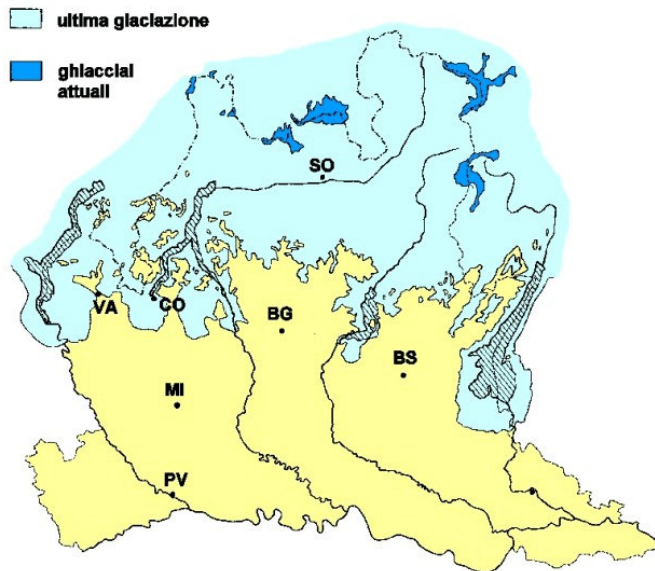 ultima glaciazione
ghiacciai
attuali
SO
VA
CO
BG
BS
MI
PV